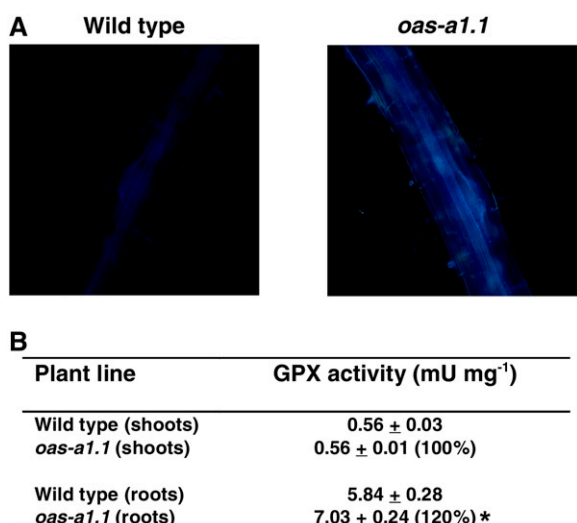 A Wild type oas-a1.1
B
Plant line GPX activity (mU mg-1)
Wild type (shoots) 0.56 ± 0.03
oas-a1.1 (shoots) 0.56 ± 0.01 (100%)
Wild type (roots) 5.84 ± 0.28
oas-a1.1 (roots) 7.03 + 0.24 (120%) *